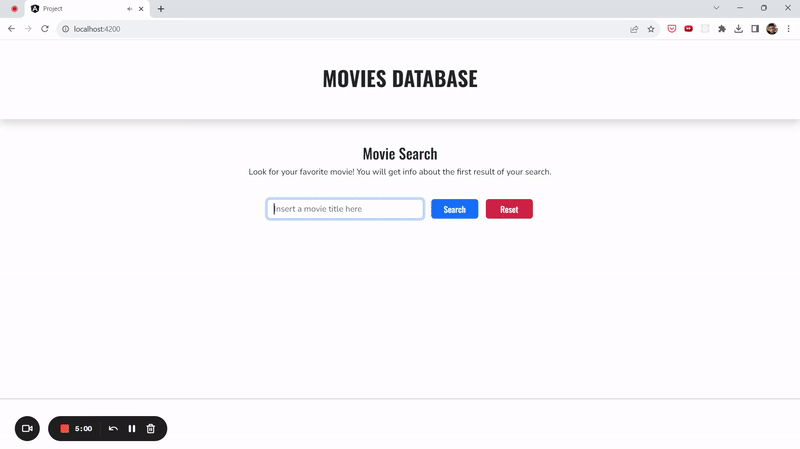 Project
localhost:4200
MOVIES DATABASE
Movie Search
Look for your favorite movie! You will get info about the first result of your search.
Insert a movie title here
Search
Reset
5:00